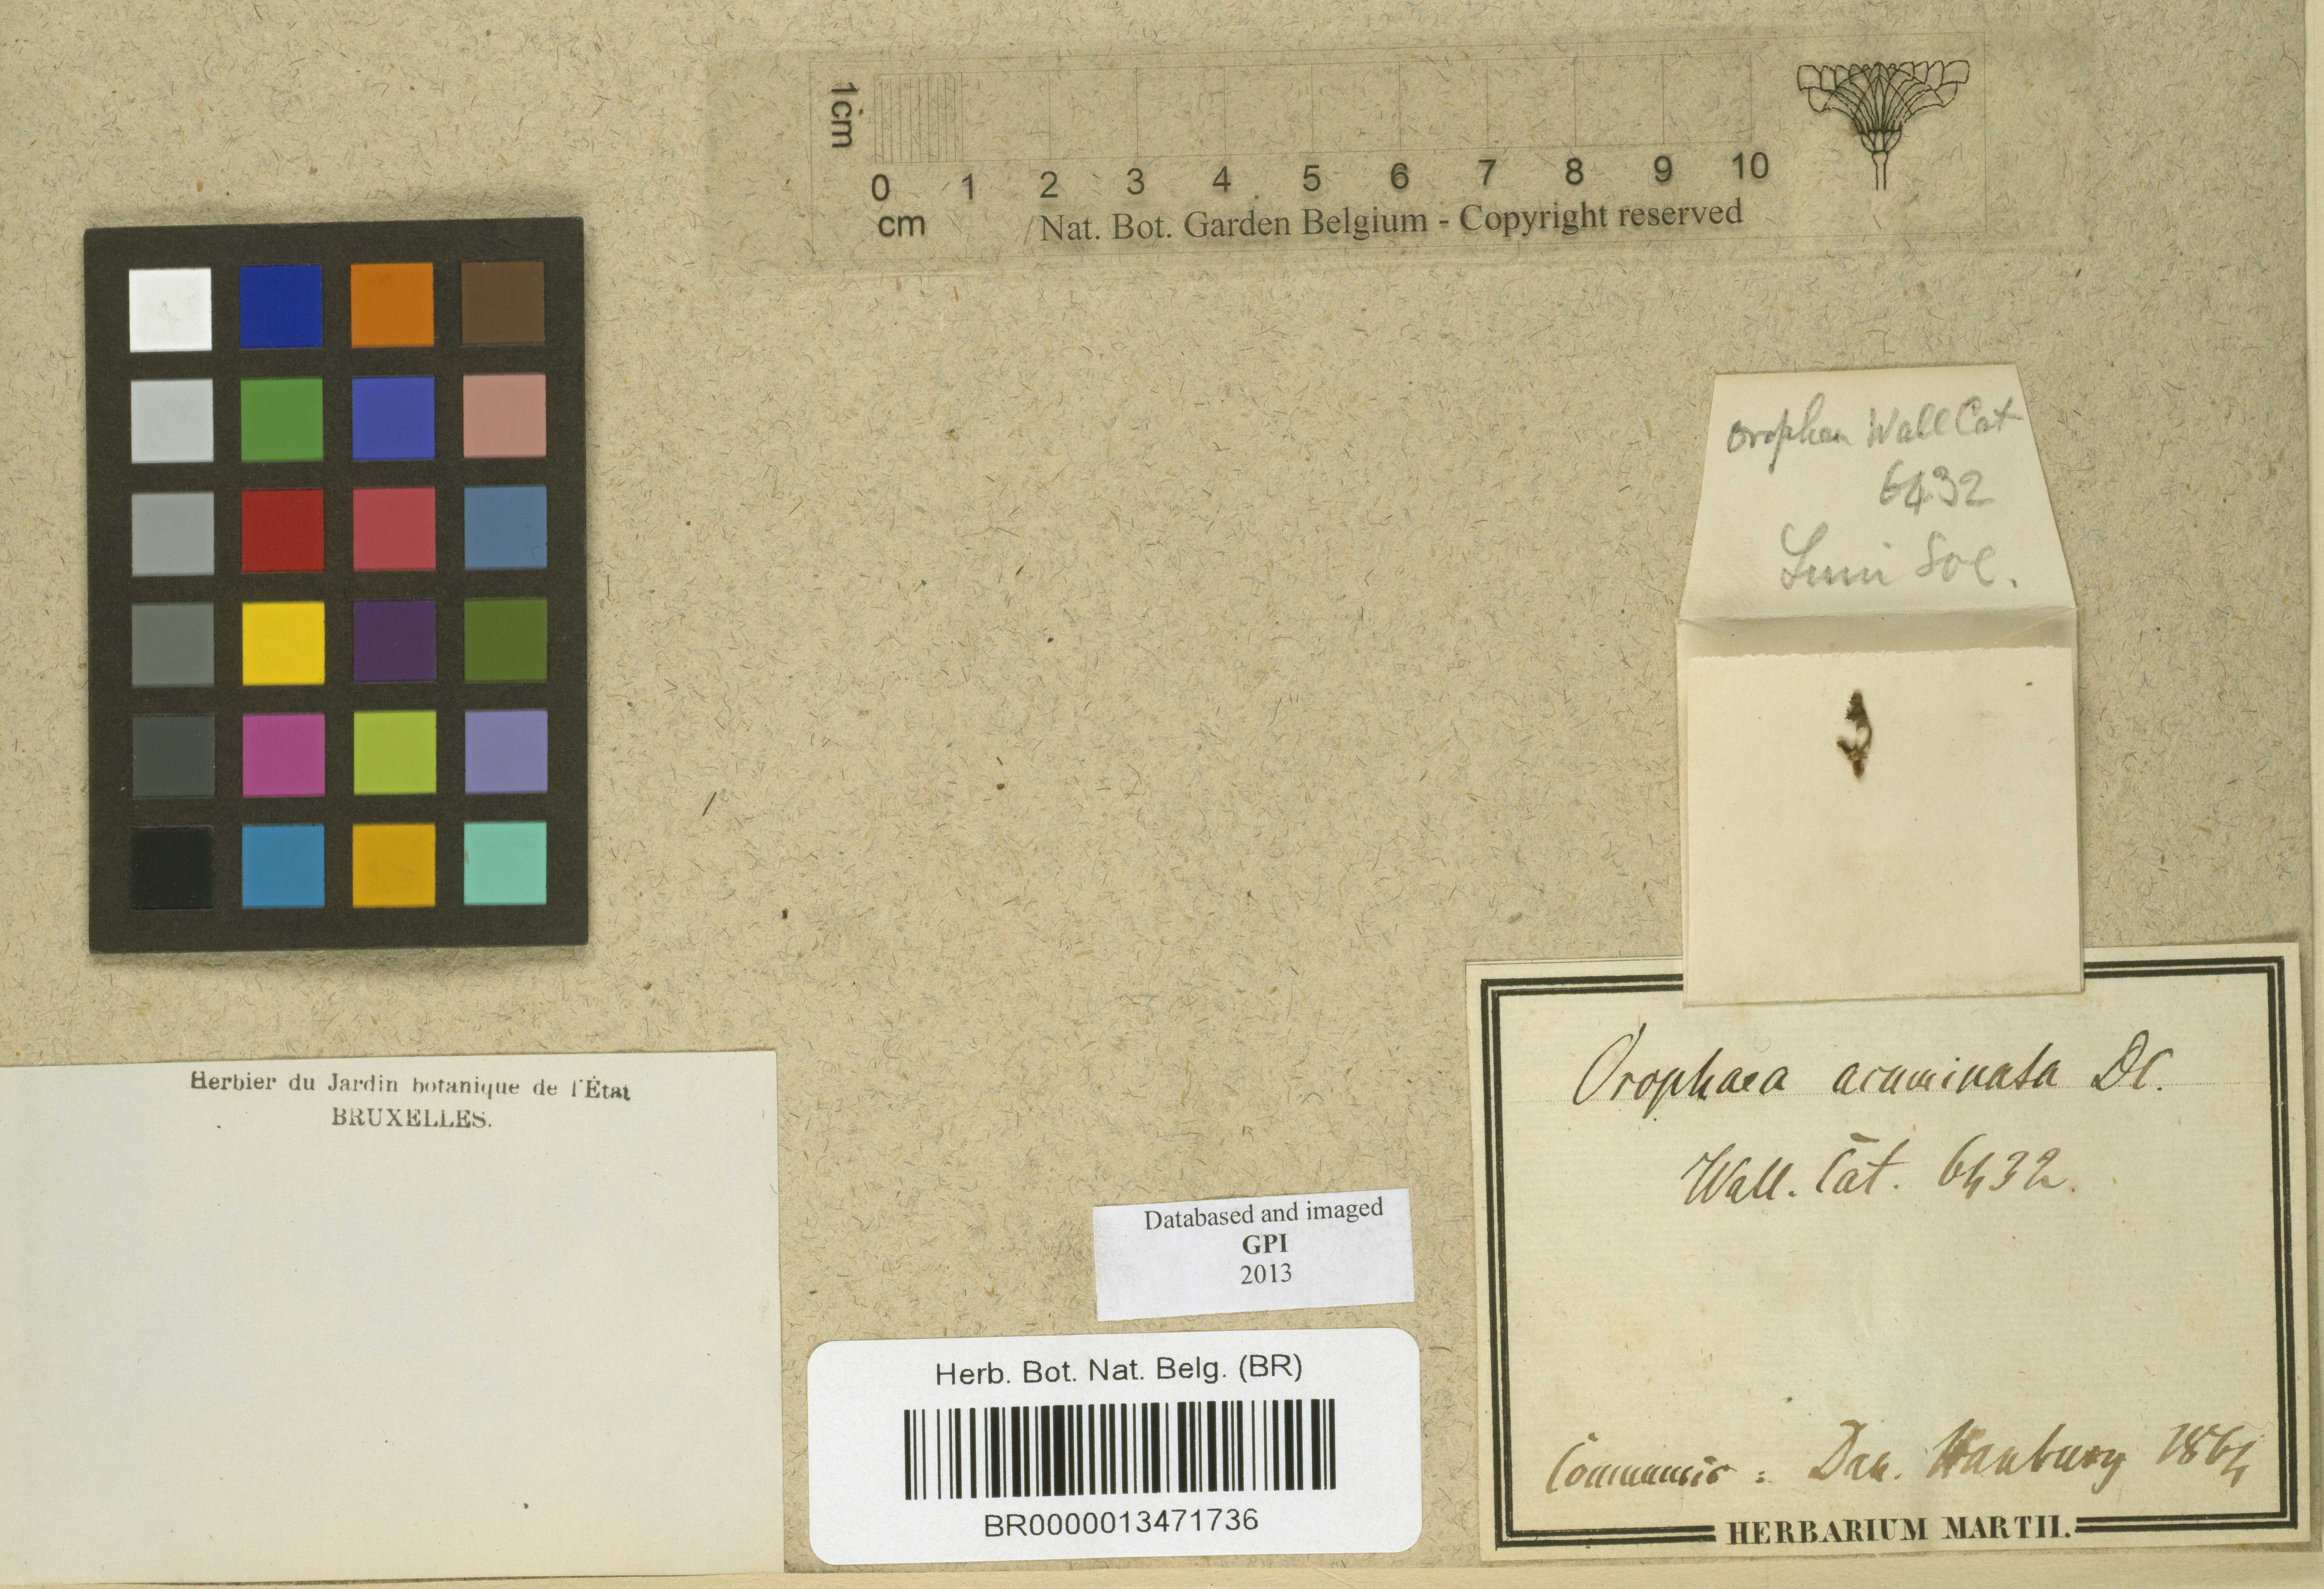 1cm
0 1 2 3 4 5 6 7 8 9 10
cm
Nat. Bot. Garden Belgium - Copyright reserved
Orophea Wall Cat
6432
Linn Soc.
Orophaea acuminata DC.
Wall. Cat. 6432.
Communic: Dan. Hanbury 1864
HERBARIUM MARTII.
Herbier du Jardin botanique de l'État
BRUXELLES.
Databased and imaged
GPI
2013
Herb. Bot. Nat. Belg. (BR)
BR0000013471736